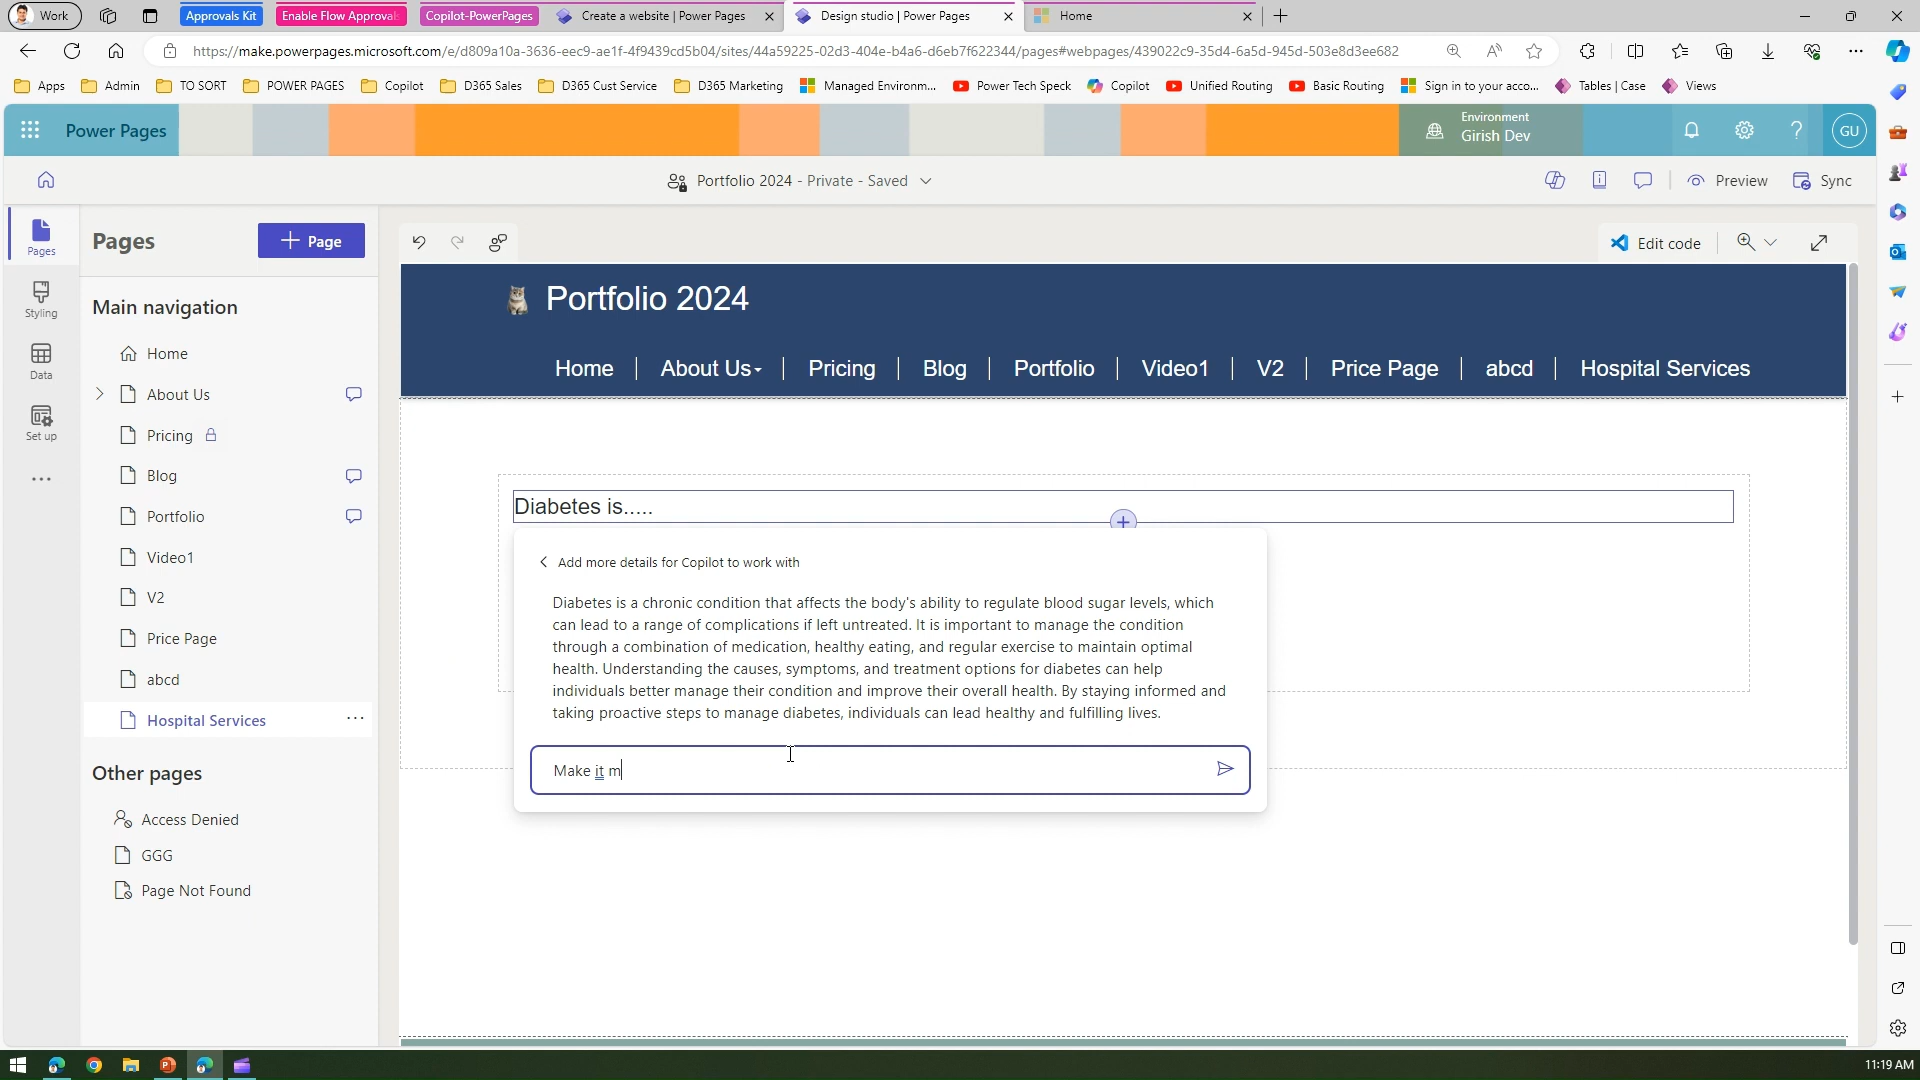 Work
Approvals Kit
Enable Flow Approvals
Copilot-PowerPages
Create a website | Power Pages
Design studio | Power Pages
Home
https://make.powerpages.microsoft.com/e/d809a10a-3636-eec9-ae1f-4f9439cd5b04/sites/44a59225-02d3-404e-b4a6-d6eb7f622344/pages#webpages/439022c9-35d4-6a5d-945d-503e8d3ee682
Apps
Admin
TO SORT
POWER PAGES
Copilot
D365 Sales
D365 Cust Service
D365 Marketing
Managed Environm...
Power Tech Speck
Copilot
Unified Routing
Basic Routing
Sign in to your acco...
Tables | Case
Views
Power Pages
Environment
Girish Dev
GU
Portfolio 2024 - Private - Saved
Preview
Sync
Pages
Styling
Data
Set up
Pages
Page
Main navigation
Home
About Us
Pricing
Blog
Portfolio
Video1
V2
Price Page
abcd
Hospital Services
Other pages
Access Denied
GGG
Page Not Found
Edit code
Portfolio 2024
Home | About Us | Pricing | Blog | Portfolio | Video1 | V2 | Price Page | abcd | Hospital Services
Diabetes is.....
Add more details for Copilot to work with
Diabetes is a chronic condition that affects the body's ability to regulate blood sugar levels, which
can lead to a range of complications if left untreated. It is important to manage the condition
through a combination of medication, healthy eating, and regular exercise to maintain optimal
health. Understanding the causes, symptoms, and treatment options for diabetes can help
individuals better manage their condition and improve their overall health. By staying informed and
taking proactive steps to manage diabetes, individuals can lead healthy and fulfilling lives.
Make it m
11:19 AM